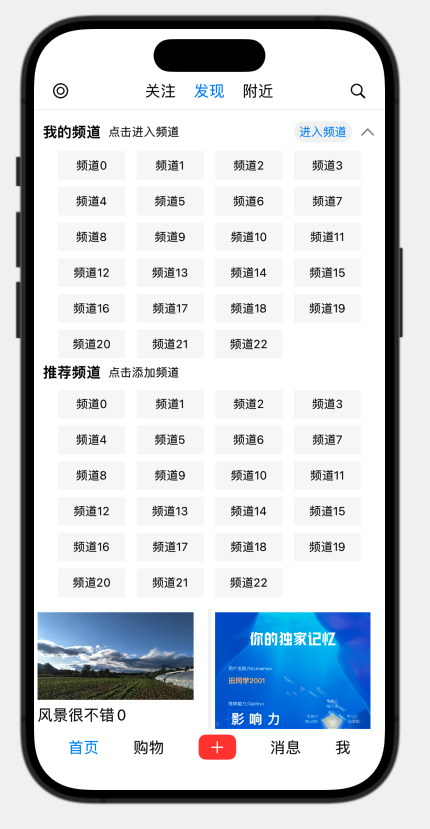 关注 发现 附近
我的频道 点击进入频道 进入频道
频道0 频道1 频道2 频道3
频道4 频道5 频道6 频道7
频道8 频道9 频道10 频道11
频道12 频道13 频道14 频道15
频道16 频道17 频道18 频道19
频道20 频道21 频道22
推荐频道 点击添加频道
频道0 频道1 频道2 频道3
频道4 频道5 频道6 频道7
频道8 频道9 频道10 频道11
频道12 频道13 频道14 频道15
频道16 频道17 频道18 频道19
频道20 频道21 频道22
你的独家记忆
用户名称/Nickname»
田同学2001
特殊能力/Ability»
影响力
风景很不错0
首页 购物 消息 我